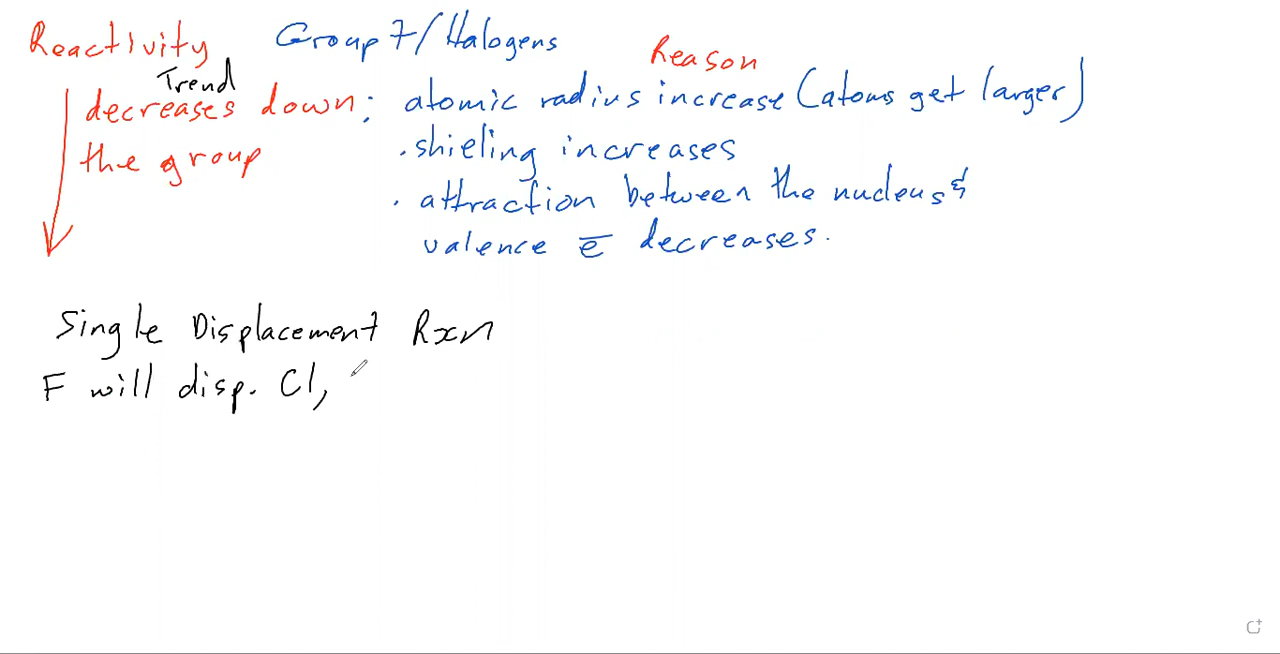 Reactivity Group 7/Halogens Reason
Trend
decreases down; atomic radius increase (atoms get larger)
the group . shieling increases
. attraction between the nucleus &
valence e̅ decreases.
Single Displacement Rxn
F will disp. Cl,